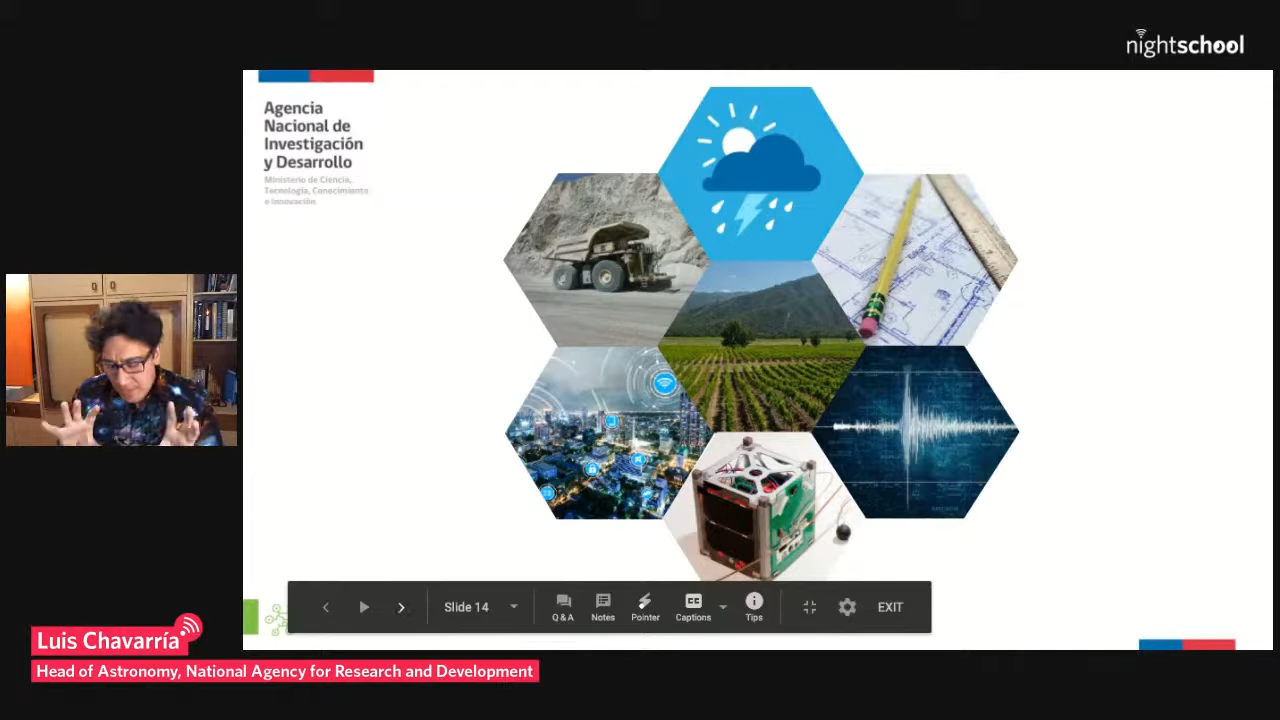 nightschool
Agencia
Nacional de
Investigación
y Desarrollo
Ministerio de Ciencia,
Tecnología, Conocimiento
e Innovación
Slide 14
Q & A
Notes
Pointer
CC
Captions
Tips
EXIT
Luis Chavarría
Head of Astronomy, National Agency for Research and Development